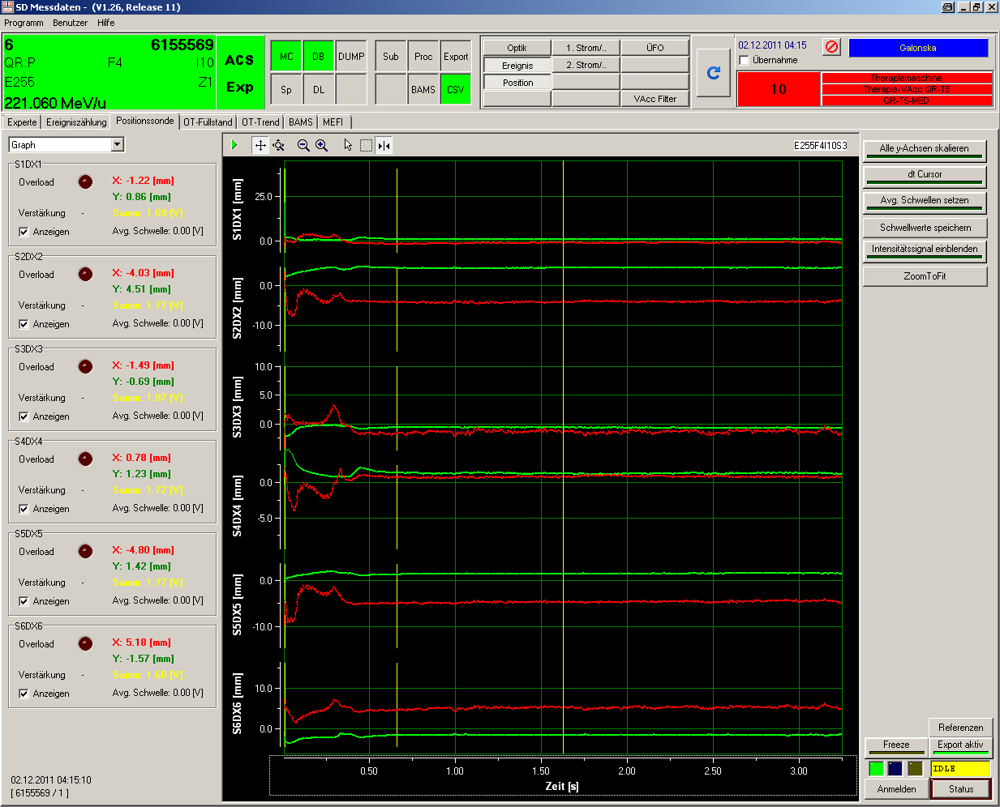 SD Messdaten - (V1.26, Release 11)
Programm Benutzer Hilfe
6 6155569
QR:P F4 I10
E255 Z1
221.060 MeV/u
ACS
Exp
MC DB DUMP
Sp DL
Sub Proc Export
BAMS CSV
Optik 1. Strom/.. ÜFO
Ereignis 2. Strom/..
Position
VAcc Filter
02.12.2011 04:15
Übernahme
Galonska
10
Therapiemaschine
Therapie-VAcc QR-T5
QR-T5-MED
Experte Ereigniszählung Positionssonde OT-Füllstand OT-Trend BAMS MEFI
Graph
S1DX1
Overload X: -1.22 [mm]
Y: 0.86 [mm]
Verstärkung - Summ: 1.69 [V]
Anzeigen Avg. Schwelle: 0.00 [V]
S2DX2
Overload X: -4.03 [mm]
Y: 4.51 [mm]
Verstärkung - Summ: 1.77 [V]
Anzeigen Avg. Schwelle: 0.00 [V]
S3DX3
Overload X: -1.49 [mm]
Y: -0.69 [mm]
Verstärkung - Summ: 1.87 [V]
Anzeigen Avg. Schwelle: 0.00 [V]
S4DX4
Overload X: 0.78 [mm]
Y: 1.23 [mm]
Verstärkung - Summ: 1.72 [V]
Anzeigen Avg. Schwelle: 0.00 [V]
S5DX5
Overload X: -4.80 [mm]
Y: 1.42 [mm]
Verstärkung - Summ: 1.77 [V]
Anzeigen Avg. Schwelle: 0.00 [V]
S6DX6
Overload X: 5.18 [mm]
Y: -1.57 [mm]
Verstärkung - Summ: 1.60 [V]
Anzeigen Avg. Schwelle: 0.00 [V]
02.12.2011 04:15:10
[ 6155569 / 1 ]
E255F4I10S3
S1DX1 [mm]
25.0
0.0
S2DX2 [mm]
0.0
-10.0
S3DX3 [mm]
10.0
5.0
0.0
S4DX4 [mm]
0.0
-5.0
S5DX5 [mm]
0.0
-10.0
S6DX6 [mm]
10.0
0.0
0.50 1.00 1.50 2.00 2.50 3.00
Zeit [s]
Alle y-Achsen skalieren
dt Cursor
Avg. Schwellen setzen
Schwellwerte speichern
Intensitätssignal einblenden
ZoomToFit
Referenzen
Freeze Export aktiv
IDLE
Anmelden Status